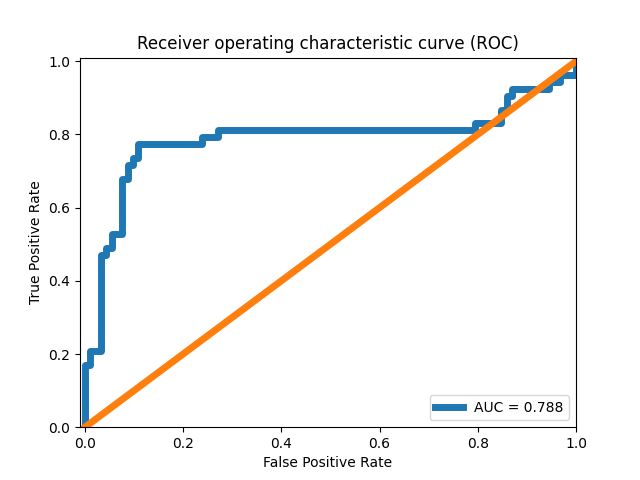 Receiver operating characteristic curve (ROC)
1.0
0.8
0.6
0.4
0.2
0.0
True Positive Rate
AUC = 0.788
0.0 0.2 0.4 0.6 0.8 1.0
False Positive Rate